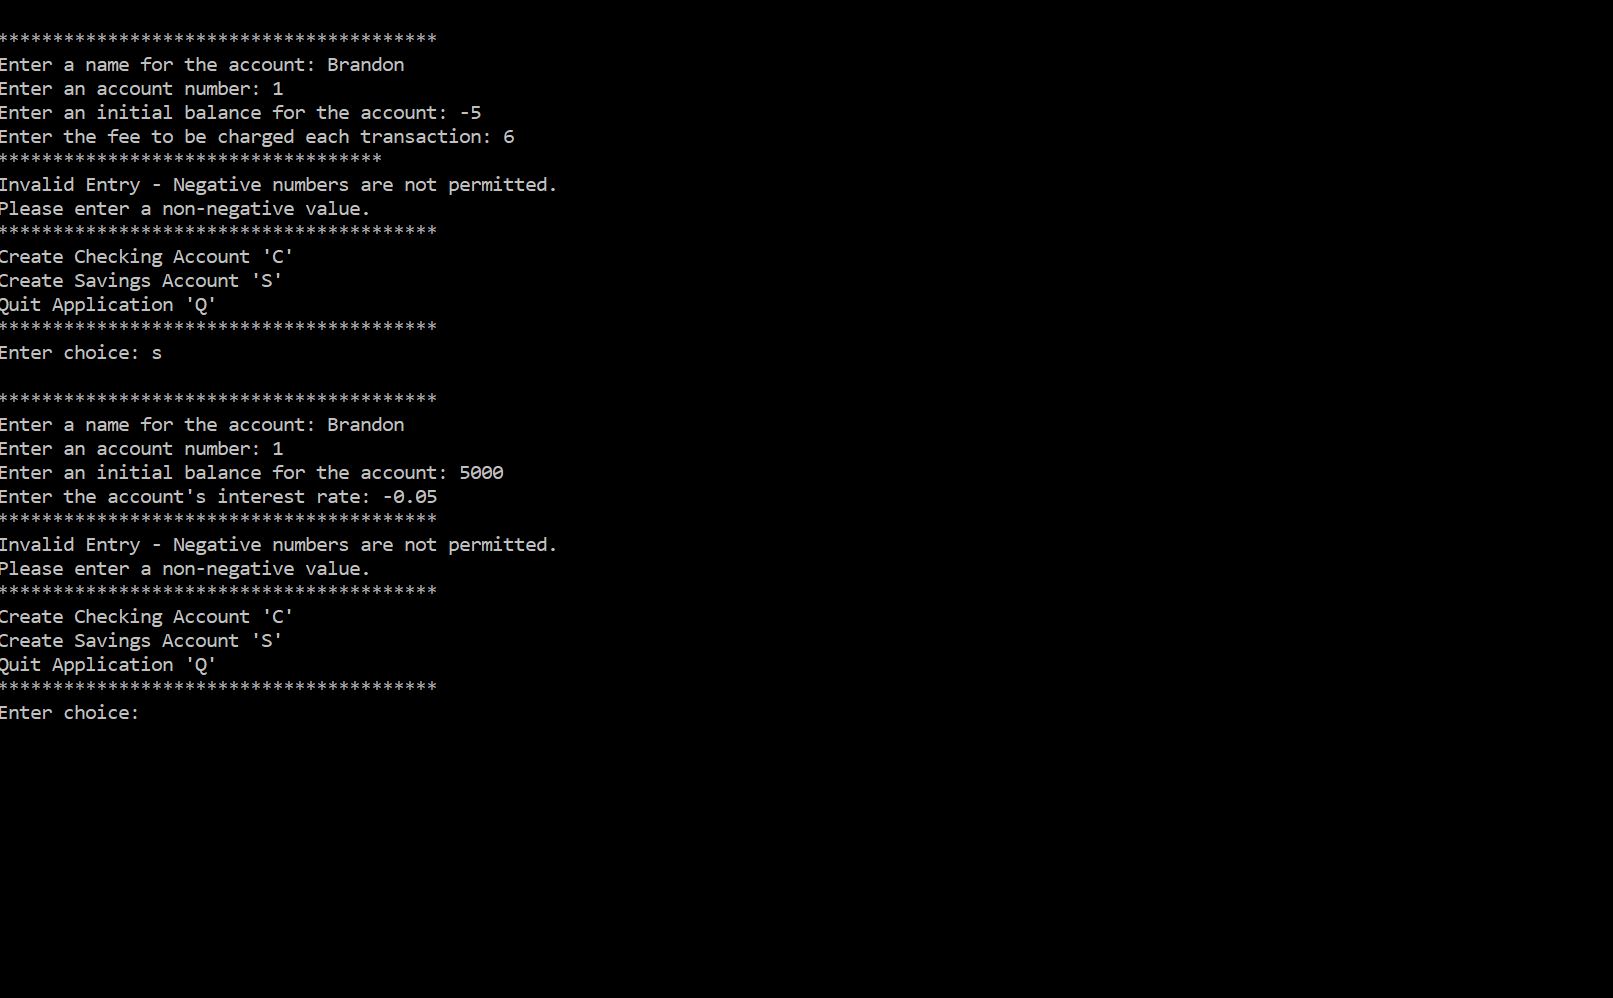 ****************************************
Enter a name for the account: Brandon
Enter an account number: 1
Enter an initial balance for the account: -5
Enter the fee to be charged each transaction: 6
***********************************
Invalid Entry - Negative numbers are not permitted.
Please enter a non-negative value.
****************************************
Create Checking Account 'C'
Create Savings Account 'S'
Quit Application 'Q'
****************************************
Enter choice: s

****************************************
Enter a name for the account: Brandon
Enter an account number: 1
Enter an initial balance for the account: 5000
Enter the account's interest rate: -0.05
****************************************
Invalid Entry - Negative numbers are not permitted.
Please enter a non-negative value.
****************************************
Create Checking Account 'C'
Create Savings Account 'S'
Quit Application 'Q'
****************************************
Enter choice: